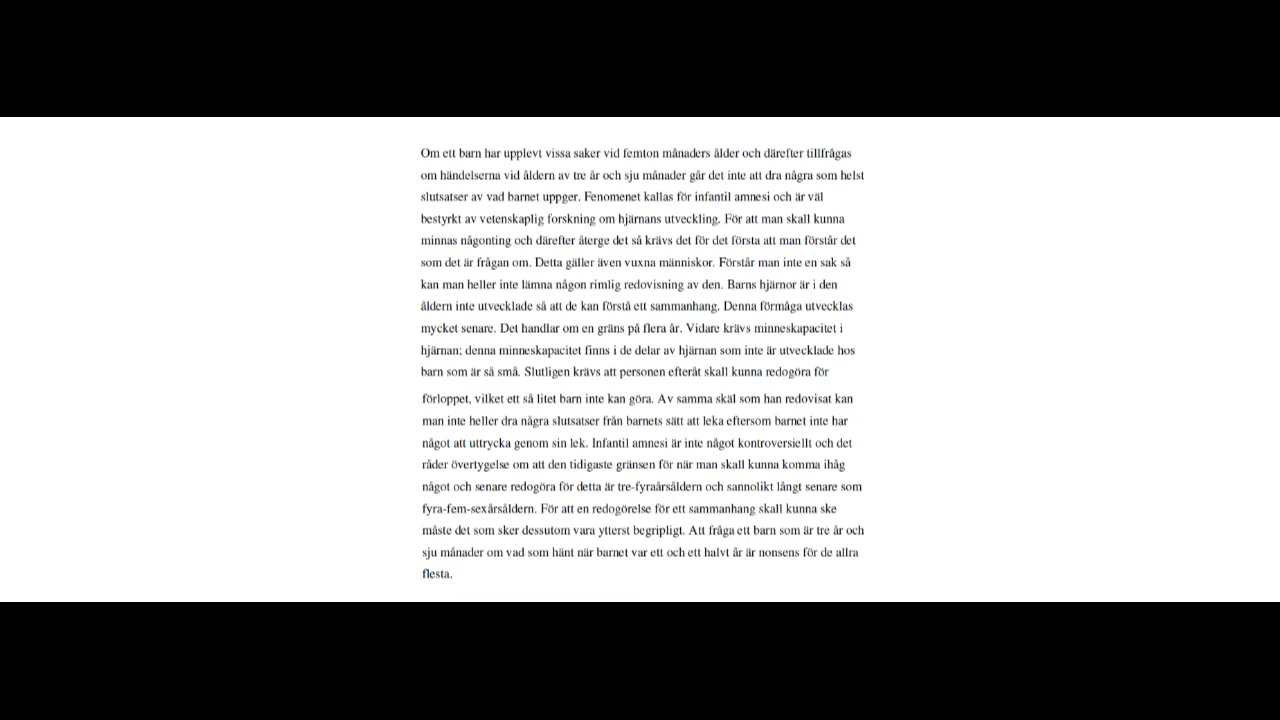 Om ett barn har upplevt vissa saker vid femton månaders ålder och därefter tillfrågas
om händelserna vid åldern av tre år och sju månader går det inte att dra några som helst
slutsatser av vad barnet uppger. Fenomenet kallas för infantil amnesi och är väl
bestyrkt av vetenskaplig forskning om hjärnans utveckling. För att man skall kunna
minnas någonting och därefter återge det så krävs det för det första att man förstår det
som det är frågan om. Detta gäller även vuxna människor. Förstår man inte en sak så
kan man heller inte lämna någon rimlig redovisning av den. Barns hjärnor är i den
åldern inte utvecklade så att de kan förstå ett sammanhang. Denna förmåga utvecklas
mycket senare. Det handlar om en gräns på flera år. Vidare krävs minneskapacitet i
hjärnan; denna minneskapacitet finns i de delar av hjärnan som inte är utvecklade hos
barn som är så små. Slutligen krävs att personen efteråt skall kunna redogöra för
förloppet, vilket ett så litet barn inte kan göra. Av samma skäl som han redovisat kan
man inte heller dra några slutsatser från barnets sätt att leka eftersom barnet inte har
något att uttrycka genom sin lek. Infantil amnesi är inte något kontroversiellt och det
råder övertygelse om att den tidigaste gränsen för när man skall kunna komma ihåg
något och senare redogöra för detta är tre-fyraårsåldern och sannolikt långt senare som
fyra-fem-sexårsåldern. För att en redogörelse för ett sammanhang skall kunna ske
måste det som sker dessutom vara ytterst begripligt. Att fråga ett barn som är tre år och
sju månader om vad som hänt när barnet var ett och ett halvt år är nonsens för de allra
flesta.